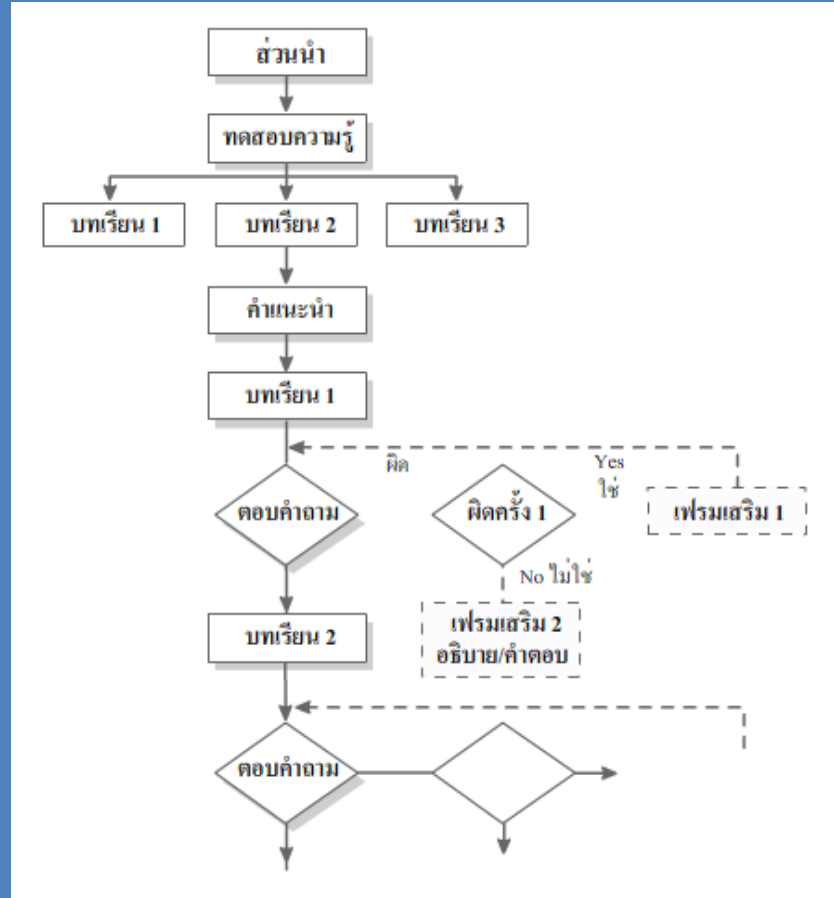 ส่วนนำ
ทดสอบความรู้
บทเรียน 1
บทเรียน 2
บทเรียน 3
คำแนะนำ
บทเรียน 1
ผิด
Yes
ใช่
ตอบคำถาม
ผิดครั้ง 1
เฟรมเสริม 1
No ไม่ใช่
บทเรียน 2
เฟรมเสริม 2
อธิบาย/คำตอบ
ตอบคำถาม